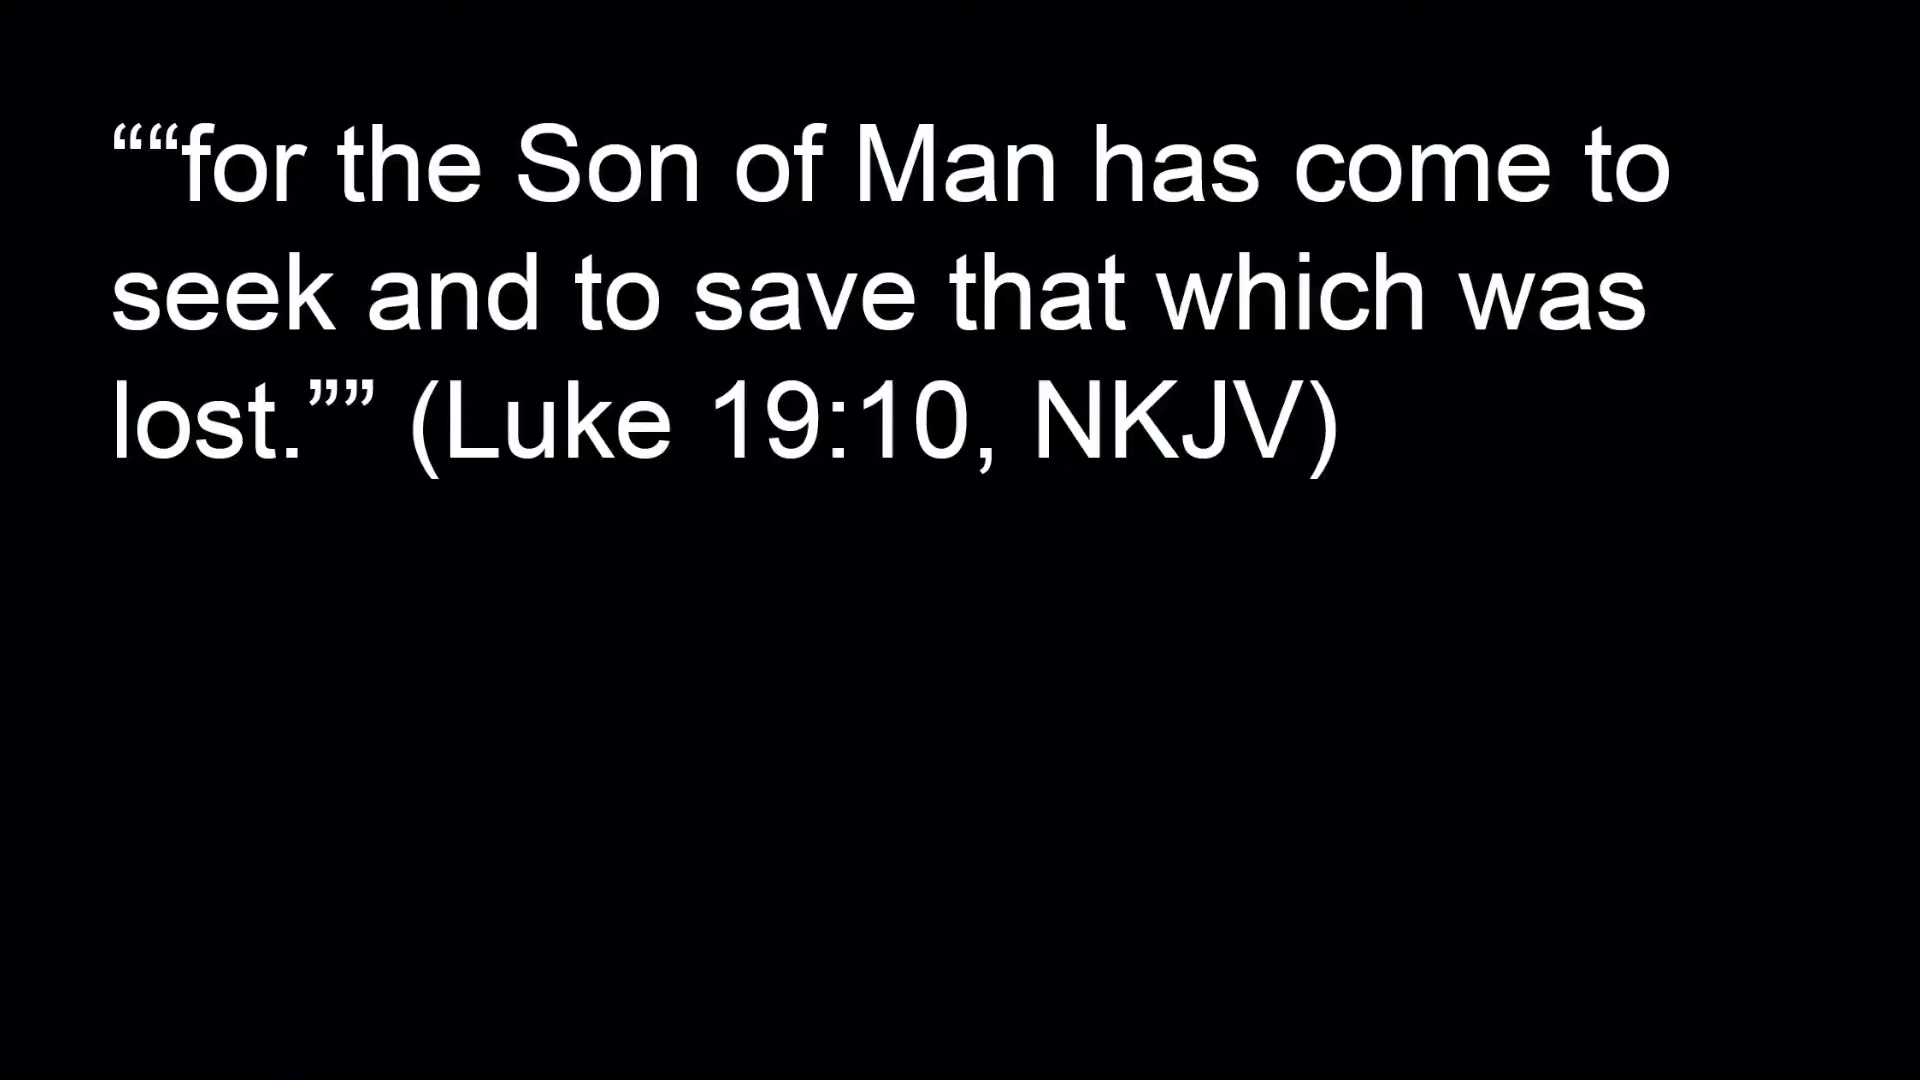 ““for the Son of Man has come to
seek and to save that which was
lost.”” (Luke 19:10, NKJV)